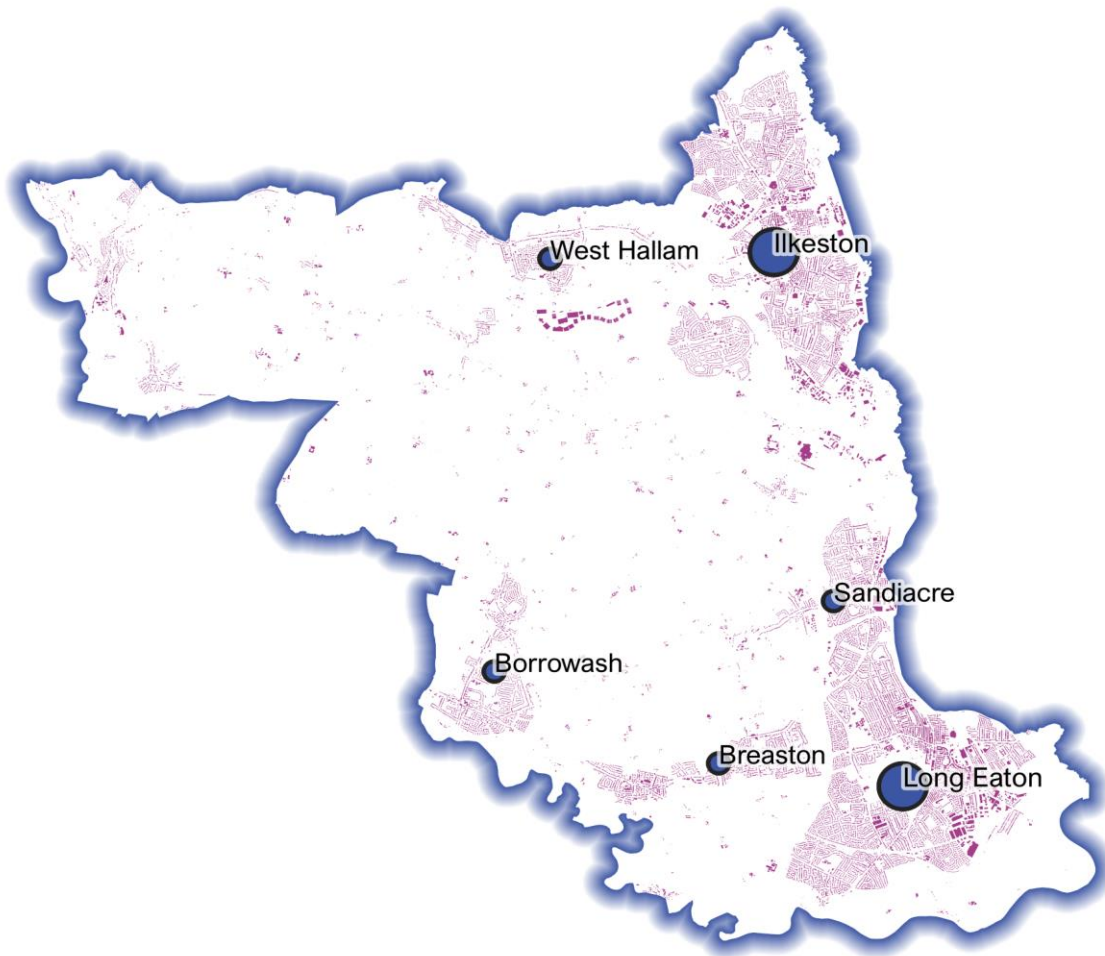 Ilkeston
West Hallam
Sandiacre
Borrowash
Breaston
Long Eaton